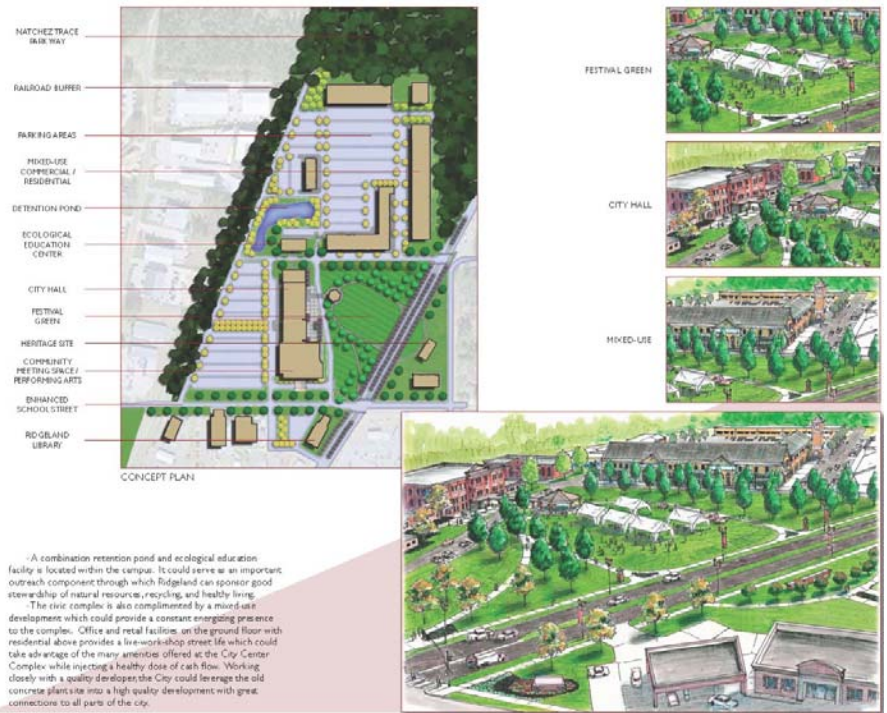 NATCHEZ TRACE
PARKWAY
RAILROAD BUFFER
PARKING AREAS
MIXED-USE
COMMERCIAL /
RESIDENTIAL
DETENTION POND
ECOLOGICAL
EDUCATION
CENTER
CITY HALL
FESTIVAL
GREEN
HERITAGE SITE
COMMUNITY
MEETING SPACE /
PERFORMING ARTS
ENHANCED
SCHOOL STREET
RIDGELAND
LIBRARY
CONCEPT PLAN
FESTIVAL GREEN
CITY HALL
MIXED-USE
- A combination retention pond and ecological education
facility is located within the campus. It could serve as an important
outreach component through which Ridgeland can sponsor good
stewardship of natural resources, recycling, and healthy living.
- The civic complex is also complimented by a mixed use
development which could provide a constant energizing presence
to the complex. Office and retail facilities on the ground floor with
residential above provides a live-work-shop street life which could
take advantage of the many amenities offered at the City Center
Complex while injecting a healthy dose of cash flow. Working
closely with a quality developer, the City could leverage the old
concrete plant site into a high quality development with great
connections to all parts of the city.